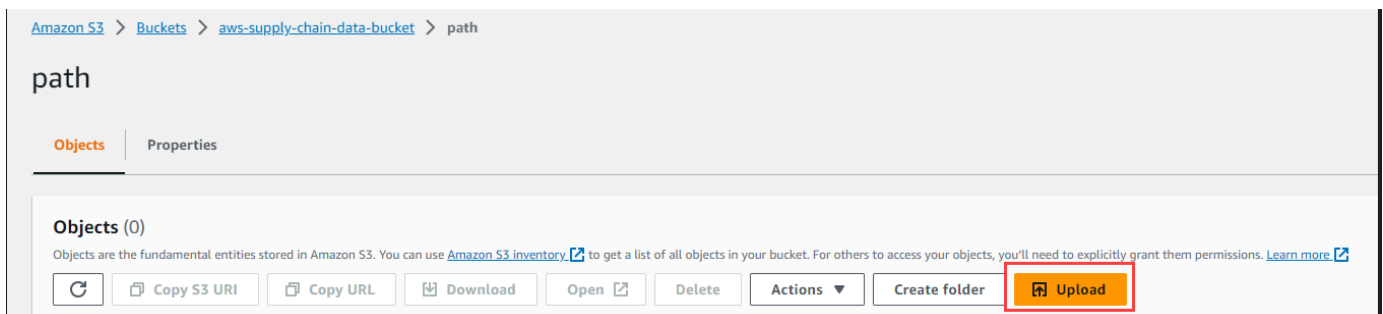 Amazon S3 > Buckets > aws-supply-chain-data-bucket > path
path
Objects Properties
Objects (0)
Objects are the fundamental entities stored in Amazon S3. You can use Amazon S3 inventory to get a list of all objects in your bucket. For others to access your objects, you'll need to explicitly grant them permissions. Learn more
Copy S3 URI Copy URL Download Open Delete Actions Create folder Upload